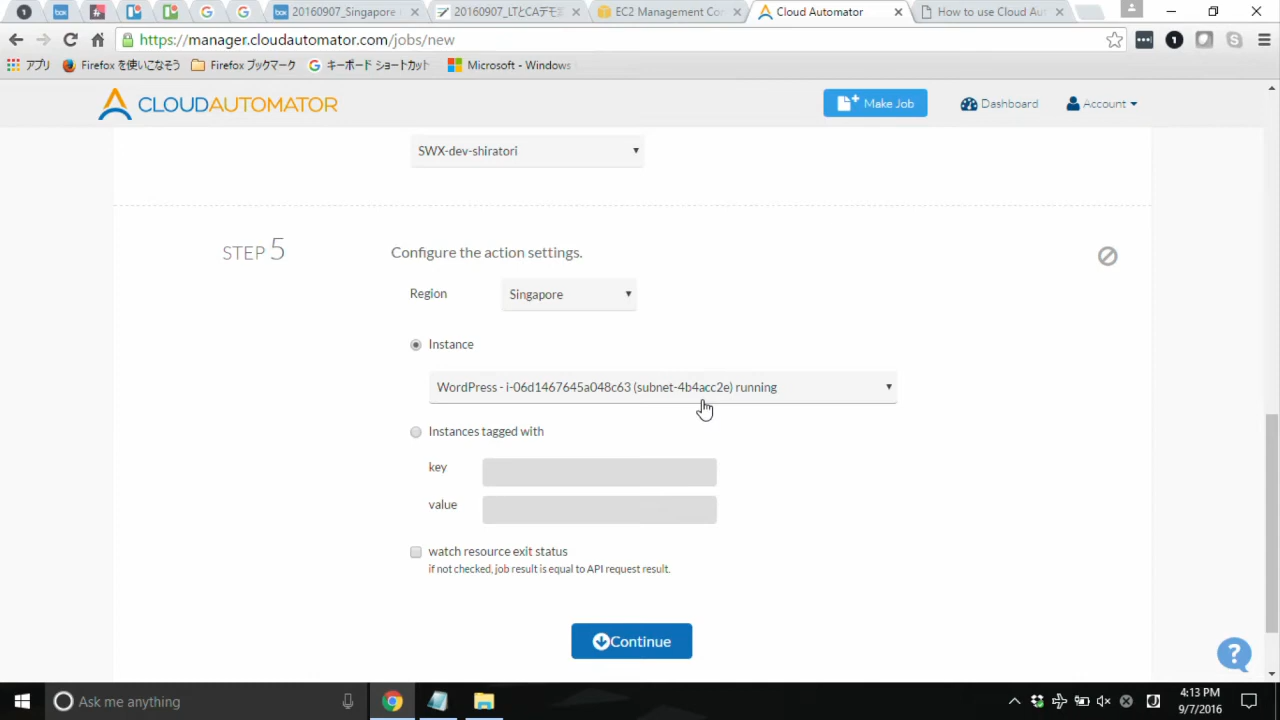 20160907_Singapore
20160907_LTとCAデモ
EC2 Management Co
Cloud Automator
How to use Cloud Aut
https://manager.cloudautomator.com/jobs/new
アプリ
Firefox を使いこなそう
Firefox ブックマーク
キーボード ショートカット
Microsoft - Windows
CLOUDAUTOMATOR
Make Job
Dashboard
Account
SWX-dev-shiratori
STEP 5
Configure the action settings.
Region
Singapore
Instance
WordPress - i-06d1467645a048c63 (subnet-4b4acc2e) running
Instances tagged with
key
value
watch resource exit status
if not checked, job result is equal to API request result.
Continue
?
Ask me anything
4:13 PM
9/7/2016